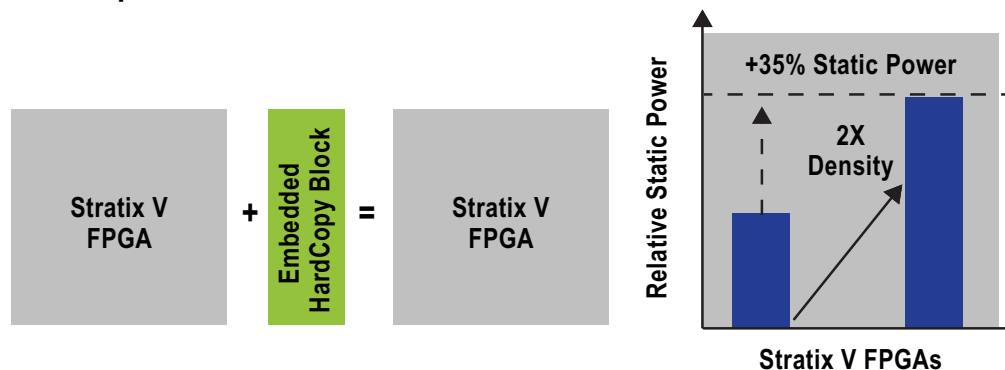 Stratix V
FPGA
+
Embedded
HardCopy Block
=
Stratix V
FPGA
Relative Static Power
+35% Static Power
2X
Density
Stratix V FPGAs